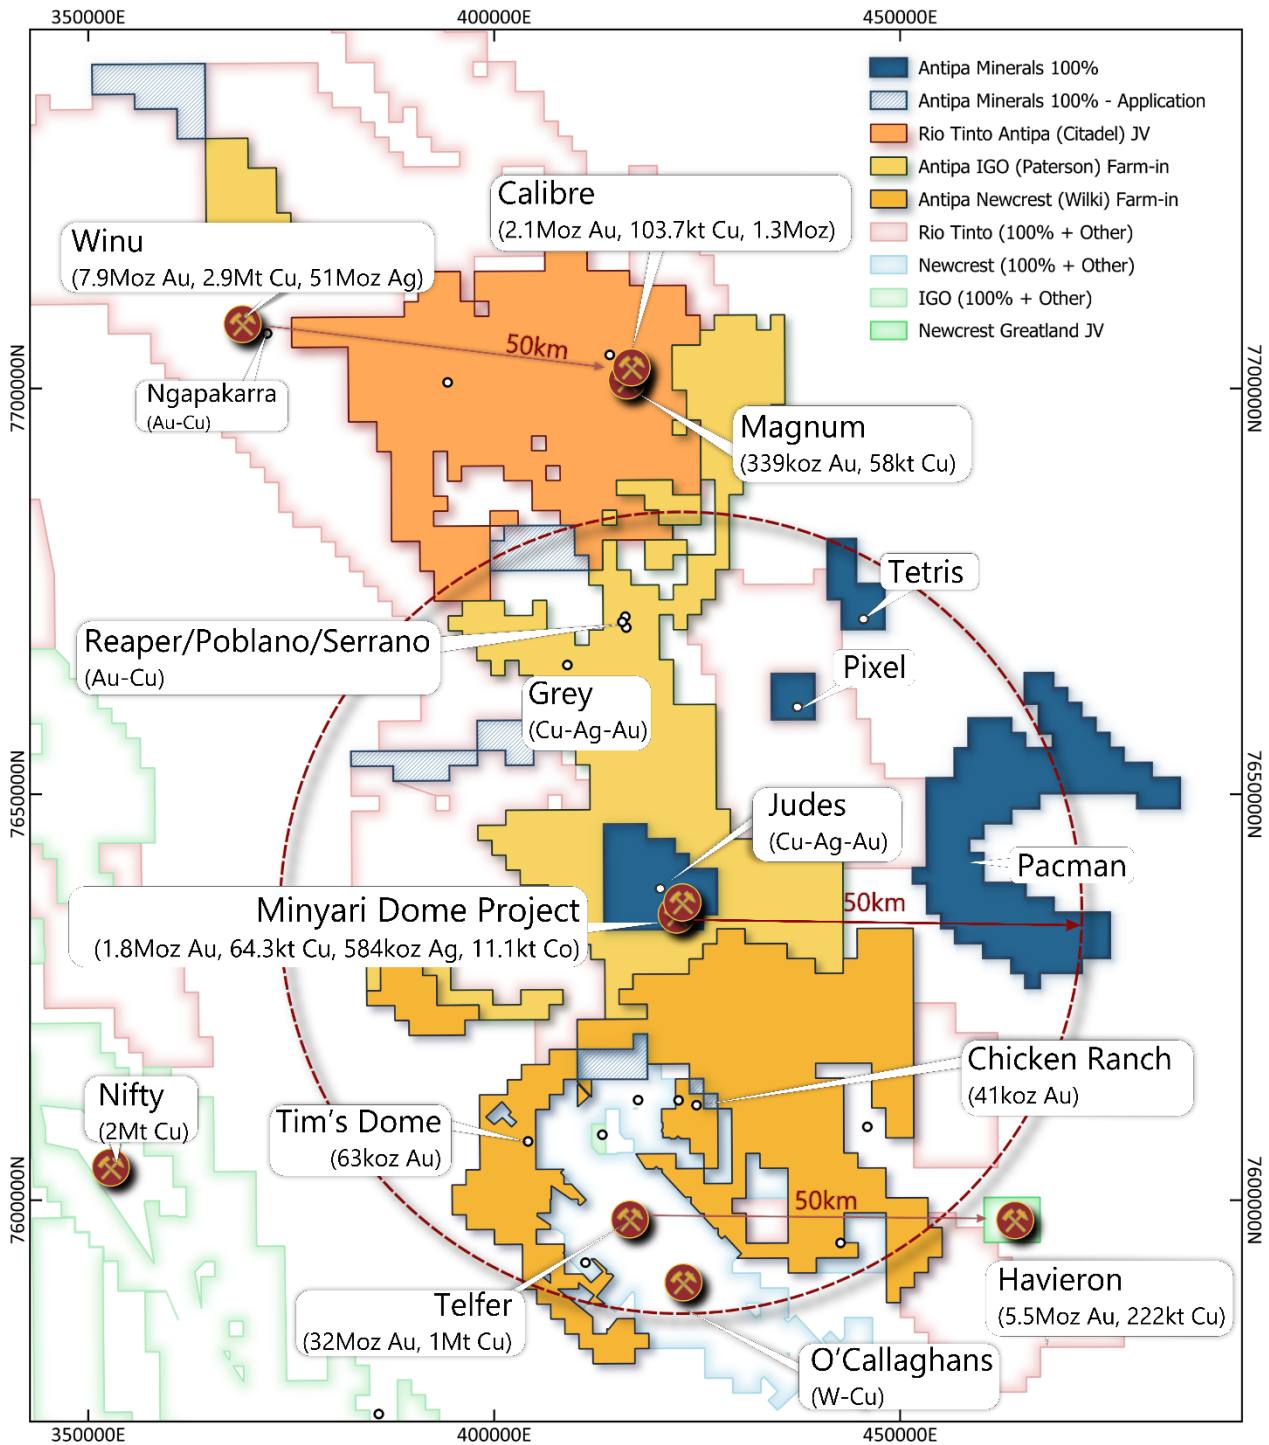 350000E
400000E
450000E
Antipa Minerals 100%
Antipa Minerals 100% - Application
Rio Tinto Antipa (Citadel) JV
Antipa IGO (Paterson) Farm-in
Antipa Newcrest (Wilki) Farm-in
Rio Tinto (100% + Other)
Newcrest (100% + Other)
IGO (100% + Other)
Newcrest Greatland JV
Calibre
(2.1Moz Au, 103.7kt Cu, 1.3Moz)
Winu
(7.9Moz Au, 2.9Mt Cu, 51Moz Ag)
50km
7700000N
7700000N
Ngapakarra
(Au-Cu)
Magnum
(339koz Au, 58kt Cu)
Tetris
Reaper/Poblano/Serrano
(Au-Cu)
Pixel
Grey
(Cu-Ag-Au)
7650000N
7650000N
Judes
(Cu-Ag-Au)
Pacman
Minyari Dome Project
(1.8Moz Au, 64.3kt Cu, 584koz Ag, 11.1kt Co)
50km
Chicken Ranch
(41koz Au)
Nifty
(2Mt Cu)
Tim's Dome
(63koz Au)
7600000N
7600000N
50km
Havieron
(5.5Moz Au, 222kt Cu)
Telfer
(32Moz Au, 1Mt Cu)
O'Callaghans
(W-Cu)
350000E
400000E
450000E